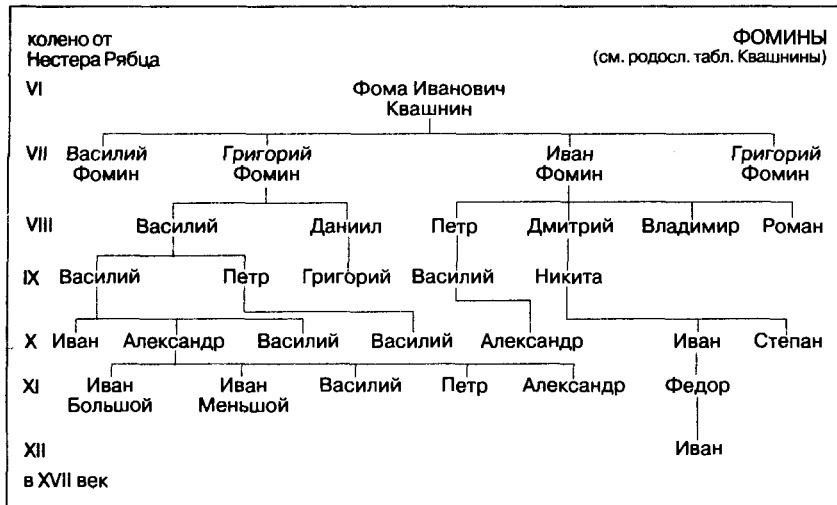 колено от
Нестера Рябца
ФОМИНЫ
(см. родосл. табл. Квашнины)
VI Фома Иванович
Квашнин
VII Василий Григорий Иван Григорий
Фомин Фомин Фомин Фомин
VIII Василий Даниил Петр Дмитрий Владимир Роман
IX Василий Петр Григорий Василий Никита
X Иван Александр Василий Василий Александр Иван Степан
XI Иван Иван Василий Петр Александр Федор
Большой Меньшой
XII Иван
в XVII век